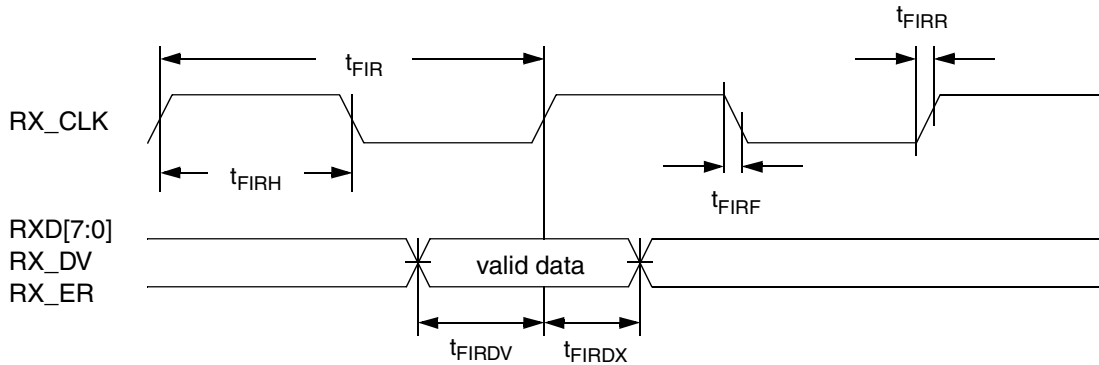 tFIRR
tFIR
RX_CLK
tFIRH
tFIRF
RXD[7:0]
RX_DV
valid data
RX_ER
tFIRDV
tFIRDX